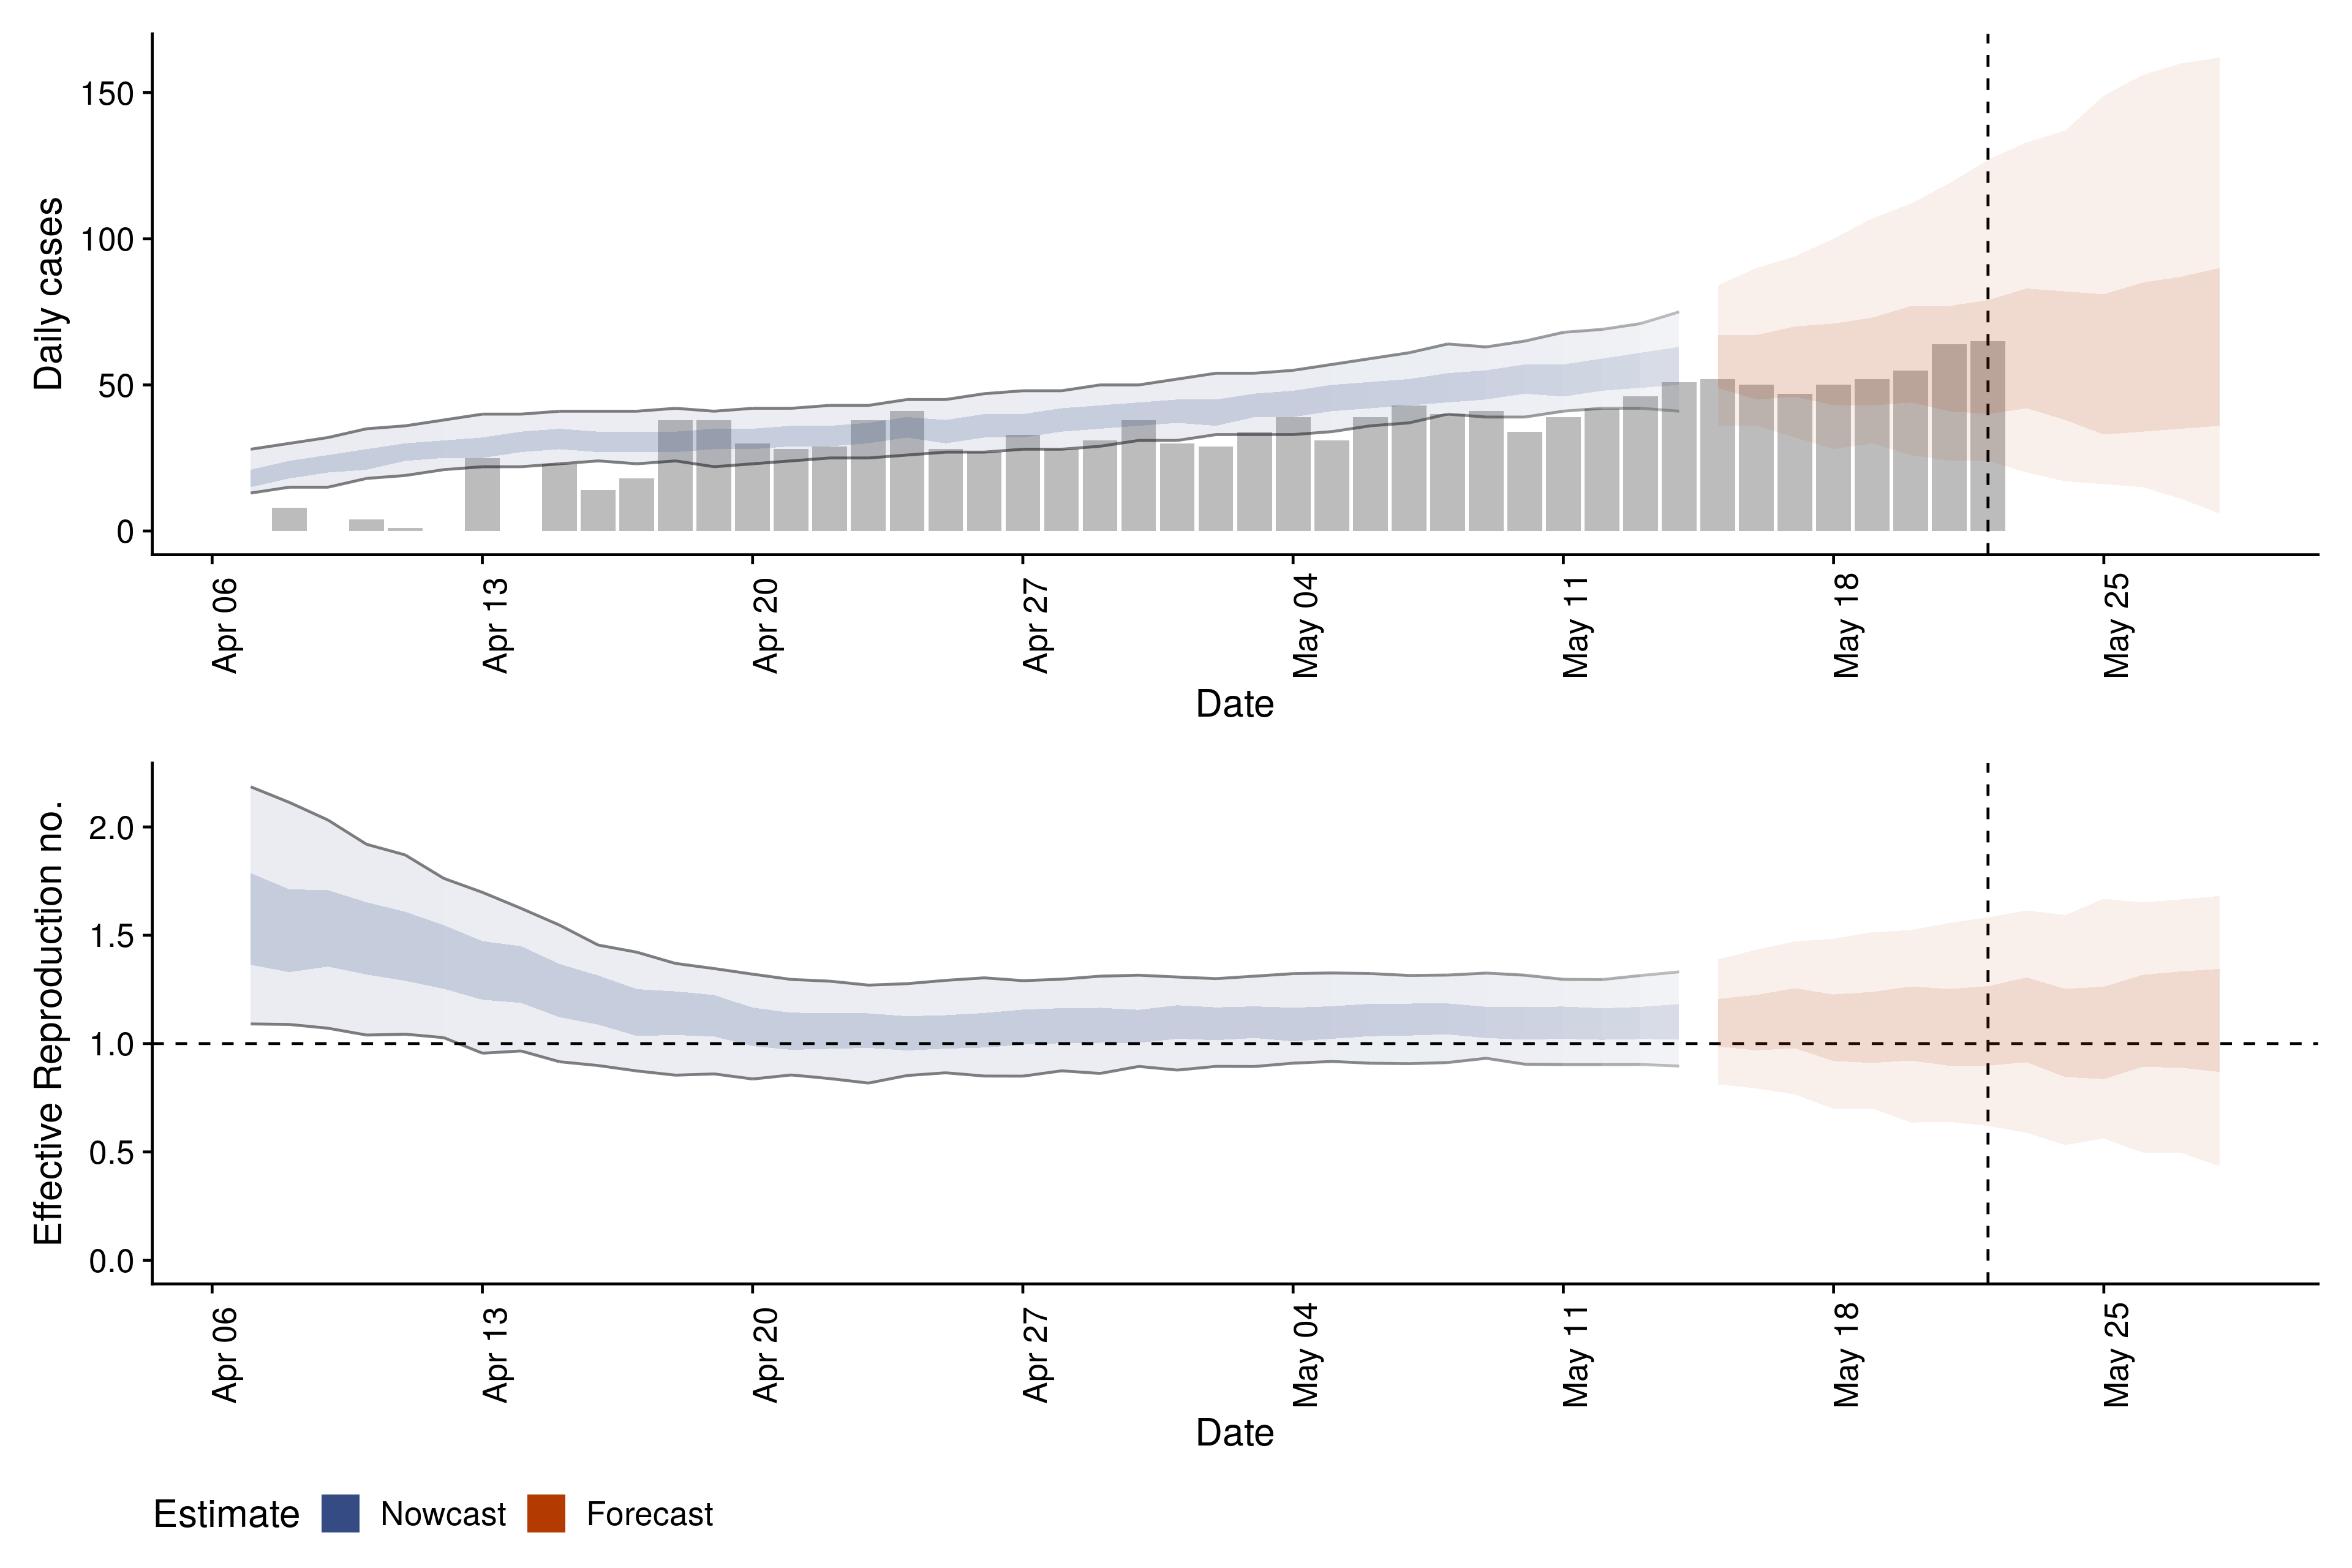 Daily cases
150
100
50
0
Apr 06 Apr 13 Apr 20 Apr 27 May 04 May 11 May 18 May 25
Date
Effective Reproduction no.
2.0
1.5
1.0
0.5
0.0
Apr 06 Apr 13 Apr 20 Apr 27 May 04 May 11 May 18 May 25
Date
Estimate Nowcast Forecast